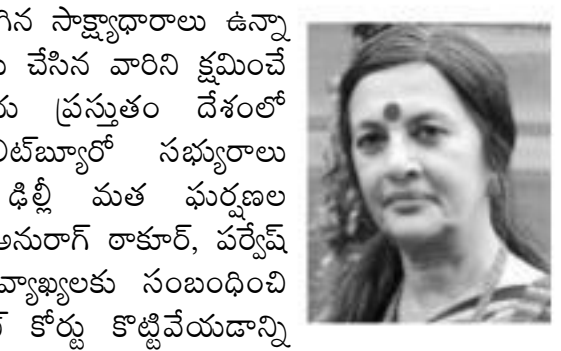 గిన సాక్ష్యాధారాలు ఉన్నా
చేసిన వారిని క్షమించే
ప్రస్తుతం దేశంలో
సభ్యురాలు
ఢిల్లీ మత ఘర్షణల
అనురాగ్ ఠాకూర్, పర్వేష్
వ్యాఖ్యలకు సంబంధించి
కోర్టు కొట్టివేయడాన్ని